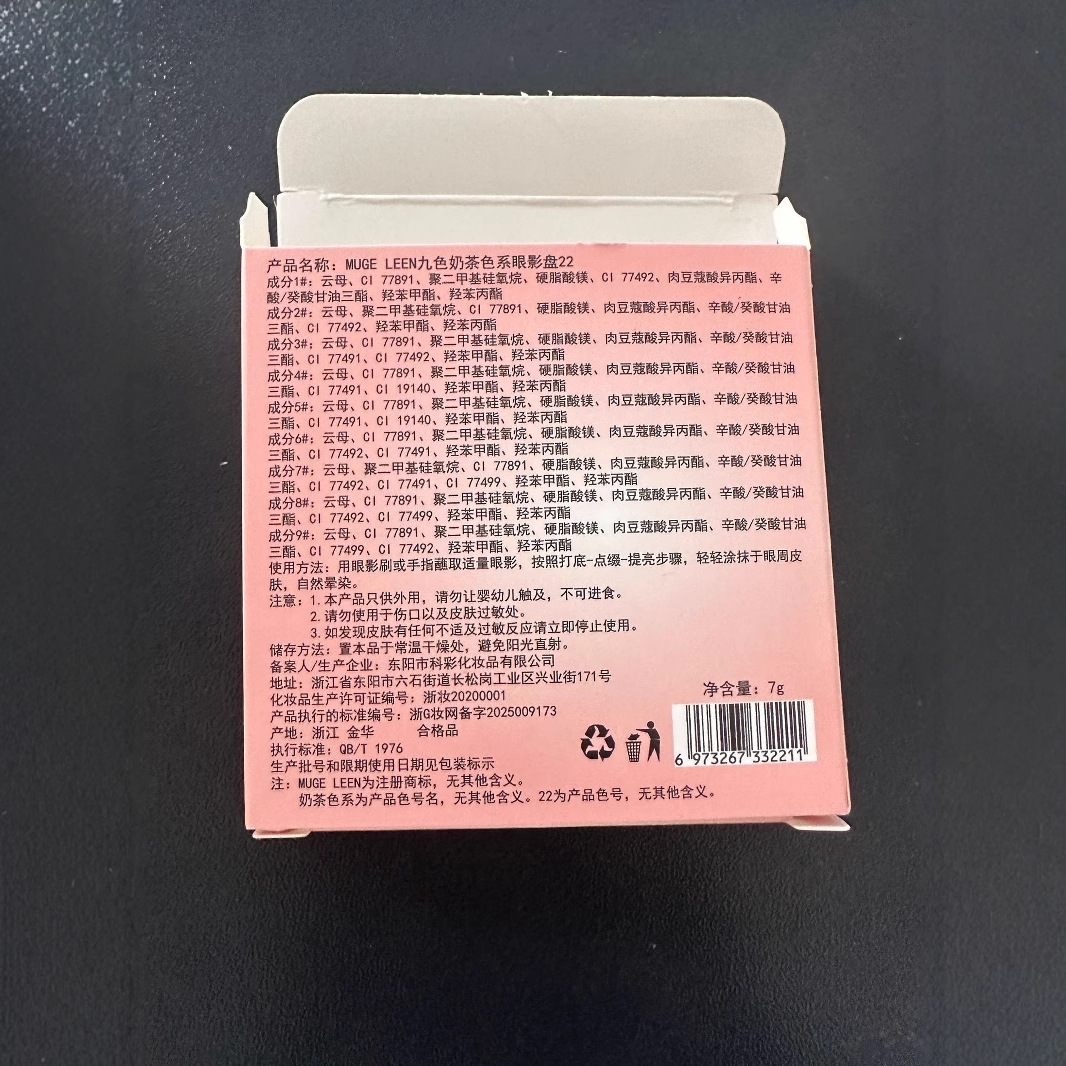 产品名称：MUGE LEEN九色奶茶色系眼影盘22
成分1#：云母、CI 77891、聚二甲基硅氧烷、硬脂酸镁、CI 77492、肉豆蔻酸异丙酯、辛
酸/癸酸甘油三酯、羟苯甲酯、羟苯丙酯
成分2#：云母、聚二甲基硅氧烷、CI 77891、硬脂酸镁、肉豆蔻酸异丙酯、辛酸/癸酸甘油
三酯、CI 77492、羟苯甲酯、羟苯丙酯
成分3#：云母、CI 77891、聚二甲基硅氧烷、硬脂酸镁、肉豆蔻酸异丙酯、辛酸/癸酸甘油
三酯、CI 77491、CI 77492、羟苯甲酯、羟苯丙酯
成分4#：云母、CI 77891、聚二甲基硅氧烷、硬脂酸镁、肉豆蔻酸异丙酯、辛酸/癸酸甘油
三酯、CI 77491、CI 19140、羟苯甲酯、羟苯丙酯
成分5#：云母、CI 77891、聚二甲基硅氧烷、硬脂酸镁、肉豆蔻酸异丙酯、辛酸/癸酸甘油
三酯、CI 77491、CI 19140、羟苯甲酯、羟苯丙酯
成分6#：云母、CI 77891、聚二甲基硅氧烷、硬脂酸镁、肉豆蔻酸异丙酯、辛酸/癸酸甘油
三酯、CI 77492、CI 77491、羟苯甲酯、羟苯丙酯
成分7#：云母、聚二甲基硅氧烷、CI 77891、硬脂酸镁、肉豆蔻酸异丙酯、辛酸/癸酸甘油
三酯、CI 77492、CI 77491、CI 77499、羟苯甲酯、羟苯丙酯
成分8#：云母、CI 77891、聚二甲基硅氧烷、硬脂酸镁、肉豆蔻酸异丙酯、辛酸/癸酸甘油
三酯、CI 77492、CI 77499、羟苯甲酯、羟苯丙酯
成分9#：云母、CI 77891、聚二甲基硅氧烷、硬脂酸镁、肉豆蔻酸异丙酯、辛酸/癸酸甘油
三酯、CI 77499、CI 77492、羟苯甲酯、羟苯丙酯
使用方法：用眼影刷或手指蘸取适量眼影，按照打底-点缀-提亮步骤，轻轻涂抹于眼周皮
肤，自然晕染。
注意：1.本产品只供外用，请勿让婴幼儿触及，不可进食。
2.请勿使用于伤口以及皮肤过敏处。
3.如发现皮肤有任何不适及过敏反应请立即停止使用。
储存方法：置本品于常温干燥处，避免阳光直射。
备案人/生产企业：东阳市科彩化妆品有限公司
地址：浙江省东阳市六石街道长松岗工业区兴业街171号
化妆品生产许可证编号：浙妆20200001
产品执行的标准编号：浙G妆网备字2025009173
产地：浙江 金华 合格品
执行标准：QB/T 1976
生产批号和限期使用日期见包装标示
注：MUGE LEEN为注册商标，无其他含义。
奶茶色系为产品色号名，无其他含义。22为产品色号，无其他含义。
净含量：7g
6 973267 332211